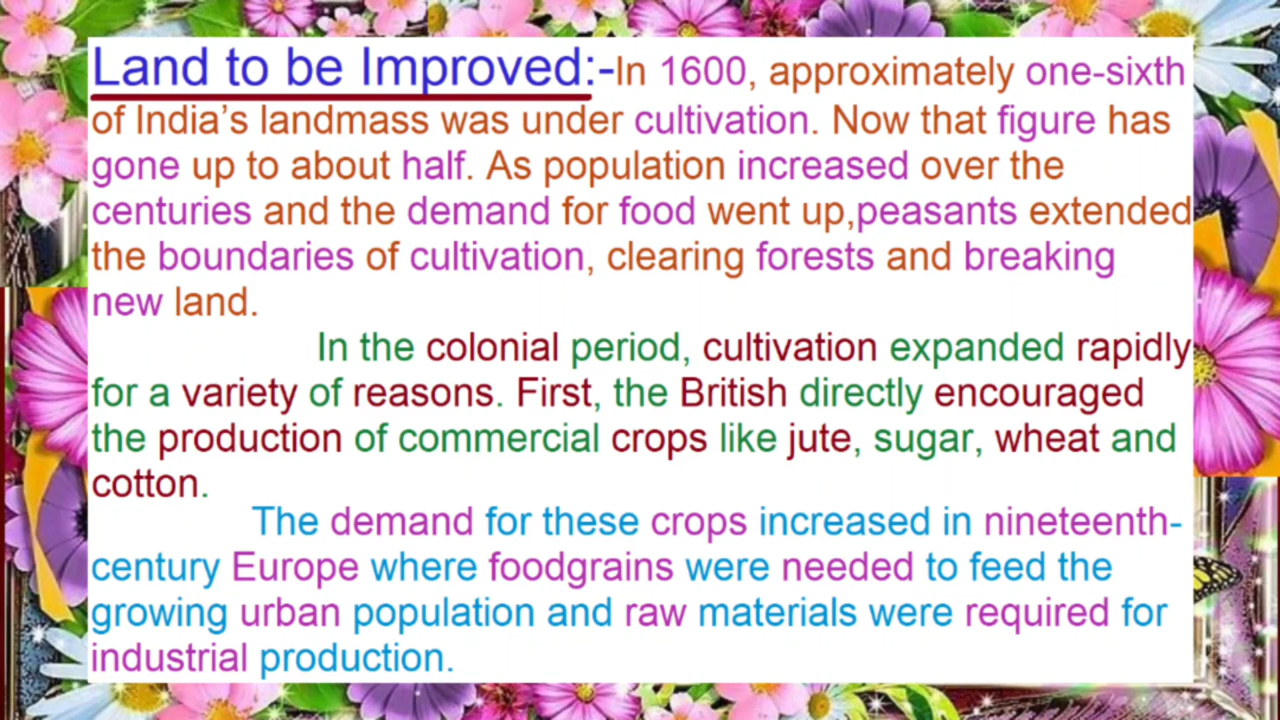 Land to be Improved:-In 1600, approximately one-sixth
of India’s landmass was under cultivation. Now that figure has
gone up to about half. As population increased over the
centuries and the demand for food went up,peasants extended
the boundaries of cultivation, clearing forests and breaking
new land.
In the colonial period, cultivation expanded rapidly
for a variety of reasons. First, the British directly encouraged
the production of commercial crops like jute, sugar, wheat and
cotton.
The demand for these crops increased in nineteenth-
century Europe where foodgrains were needed to feed the
growing urban population and raw materials were required for
industrial production.